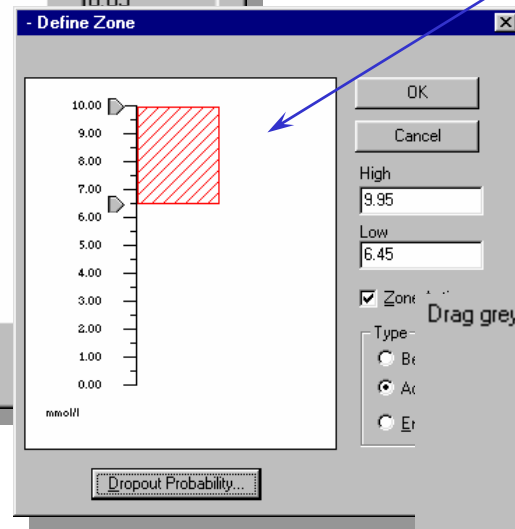 - Define Zone
10.00
9.00
8.00
7.00
6.00
5.00
4.00
3.00
2.00
1.00
0.00
mmol/l
OK
Cancel
High
9.95
Low
6.45
Zone
Drag grey
Type
Dropout Probability...